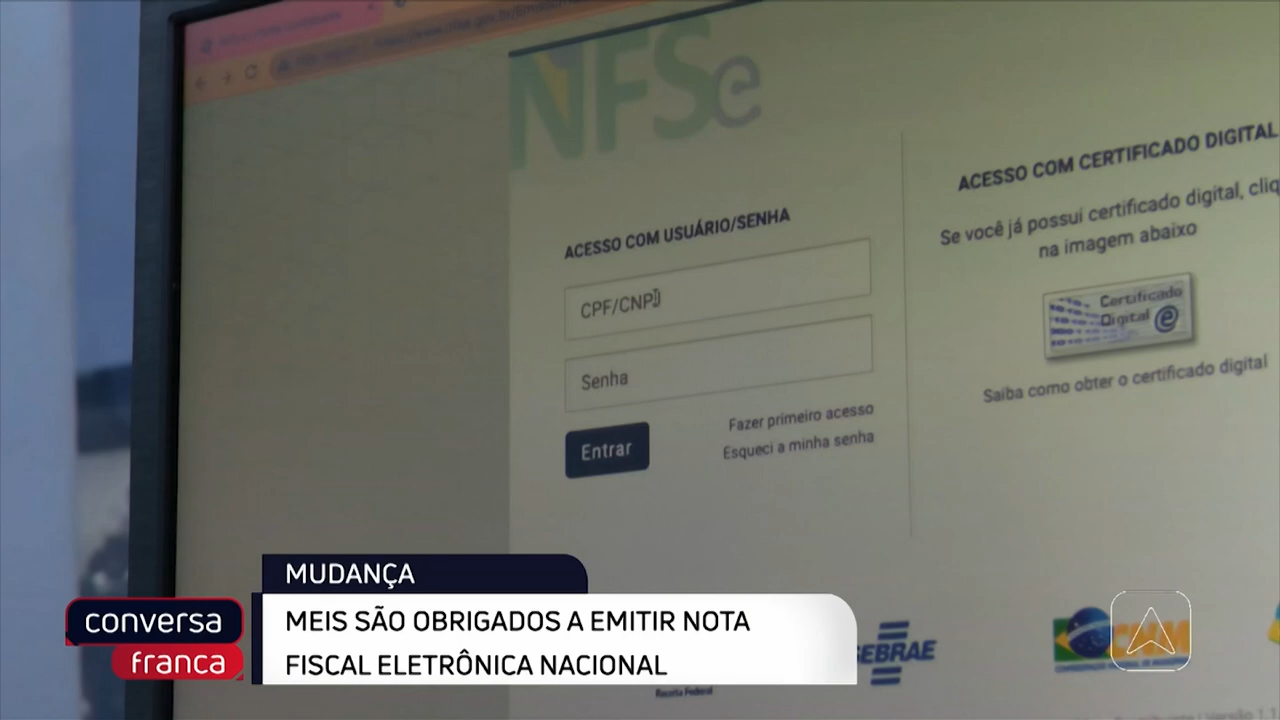 NFSe
ACESSO COM USUÁRIO/SENHA
CPF/CNPJ
Senha
Entrar
Fazer primeiro acesso
Esqueci a minha senha
ACESSO COM CERTIFICADO DIGITAL
Se você já possui certificado digital,
na imagem abaixo
Certificado
Digital e
Saiba como obter o certificado digital
MUDANÇA
MEIS SÃO OBRIGADOS A EMITIR NOTA
FISCAL ELETRÔNICA NACIONAL
conversa
franca
SEBRAE
CNM
Receita Federal